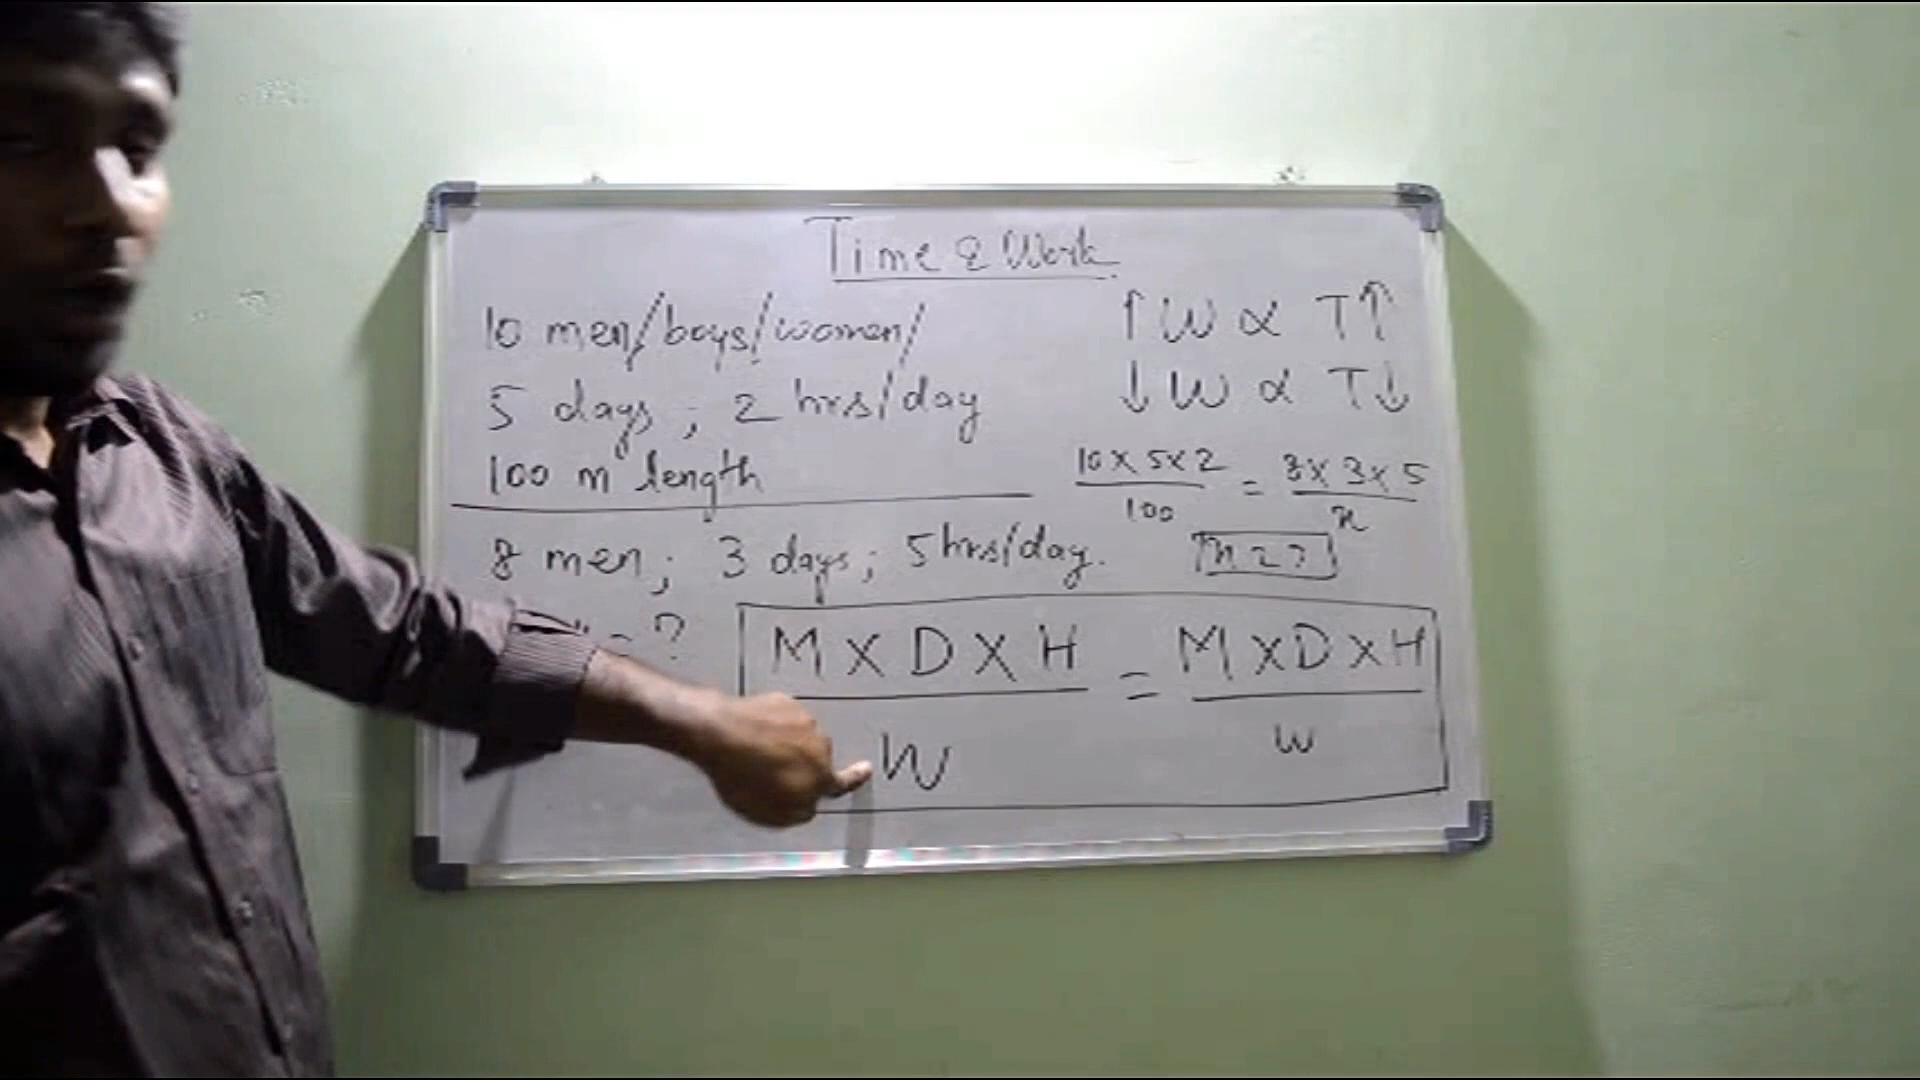 Time & Work
10 men/boys/women/
5 days ; 2 hrs/day
100 m length
8 men ; 3 days ; 5 hrs/day.
?
↑ W ∝ T ↑
↓ W ∝ T ↓
10 x 5 x 2 = 8 x 3 x 5
100 x
M X D X H = M X D X H
W W